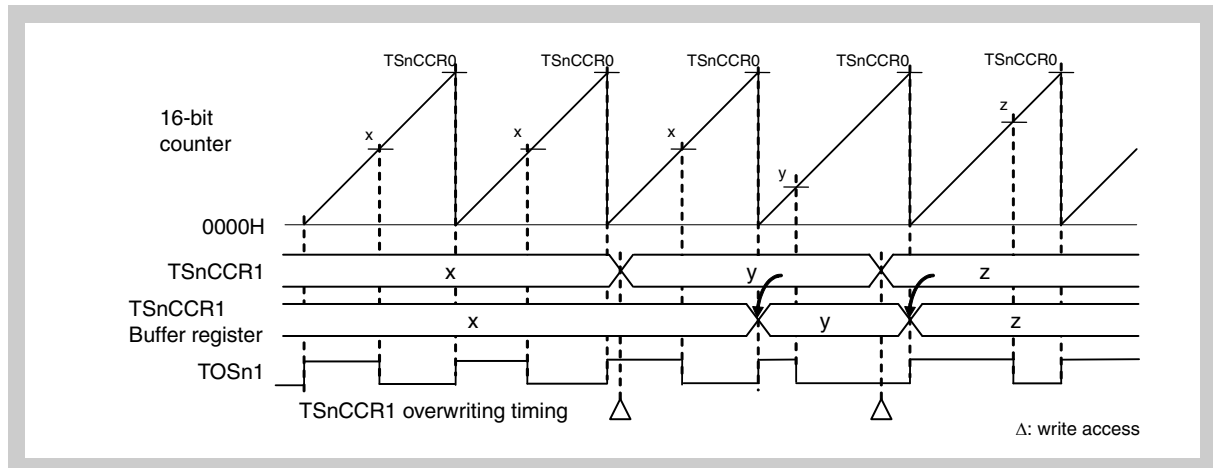 TSnCCR0 TSnCCR0 TSnCCR0 TSnCCR0 TSnCCR0
z
x x x
16-bit
counter
y
0000H
TSnCCR1 x y z
TSnCCR1
Buffer register x y z
TOSn1
TSnCCR1 overwriting timing
Δ: write access